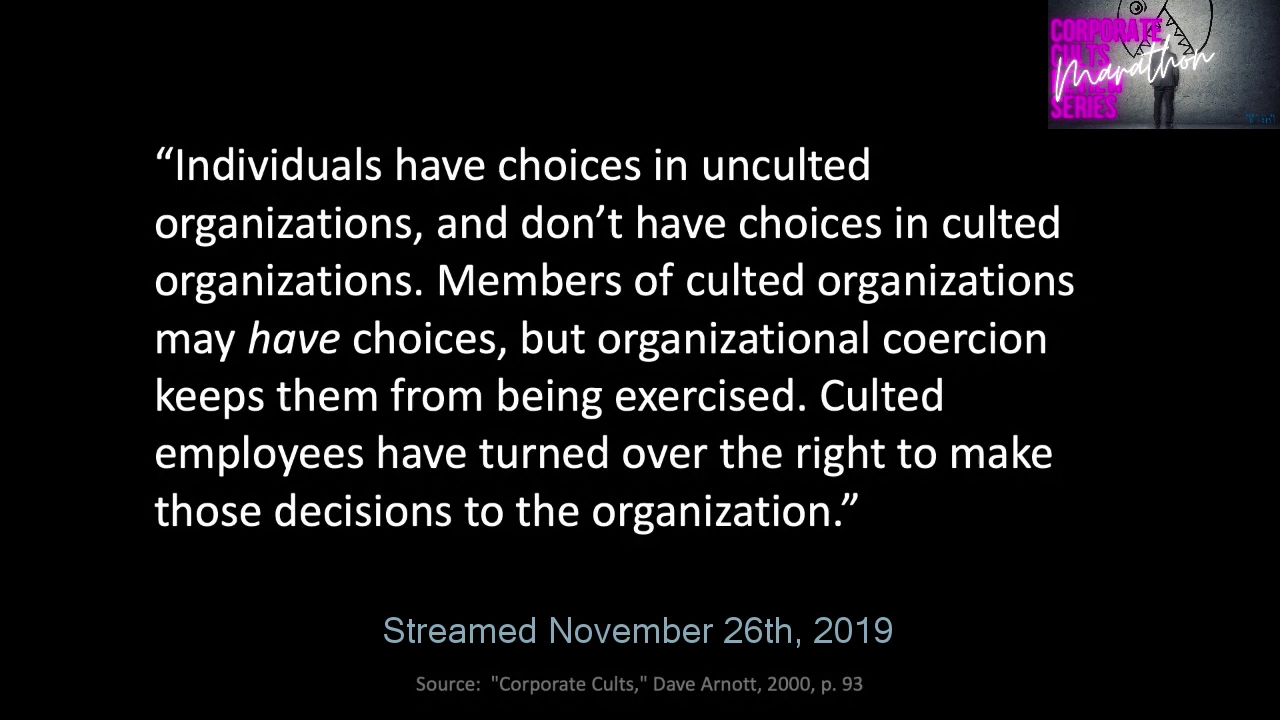 CORPORATE
CULTS
Marathon
SERIES
“Individuals have choices in unculted
organizations, and don’t have choices in culted
organizations. Members of culted organizations
may have choices, but organizational coercion
keeps them from being exercised. Culted
employees have turned over the right to make
those decisions to the organization.”
Streamed November 26th, 2019
Source:  "Corporate Cults," Dave Arnott, 2000, p. 93